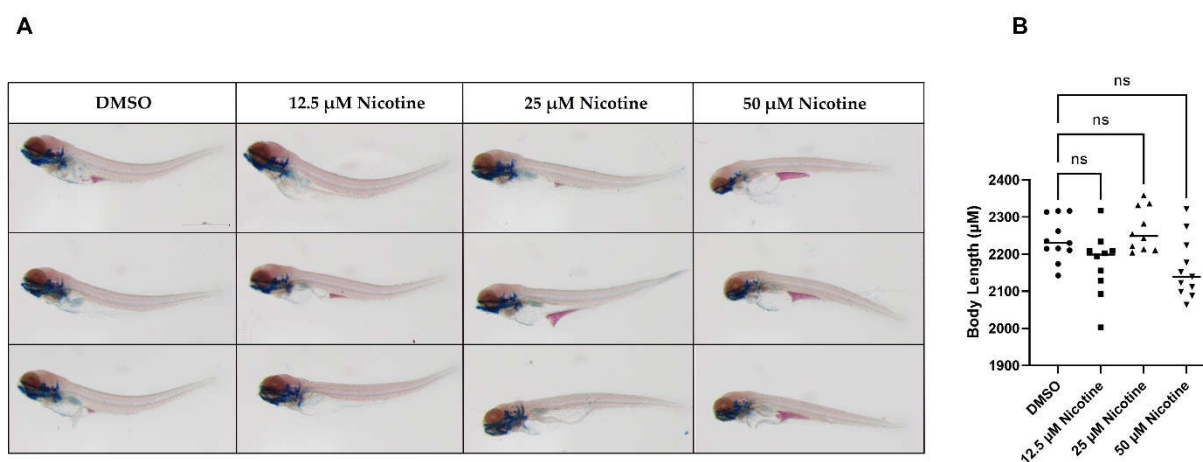 A
B
DMSO
12.5 μM Nicotine
25 μM Nicotine
50 μM Nicotine
ns
ns
ns
Body Length (μM)
2400
2300
2200
2100
2000
1900
DMSO
12.5 μM Nicotine
25 μM Nicotine
50 μM Nicotine